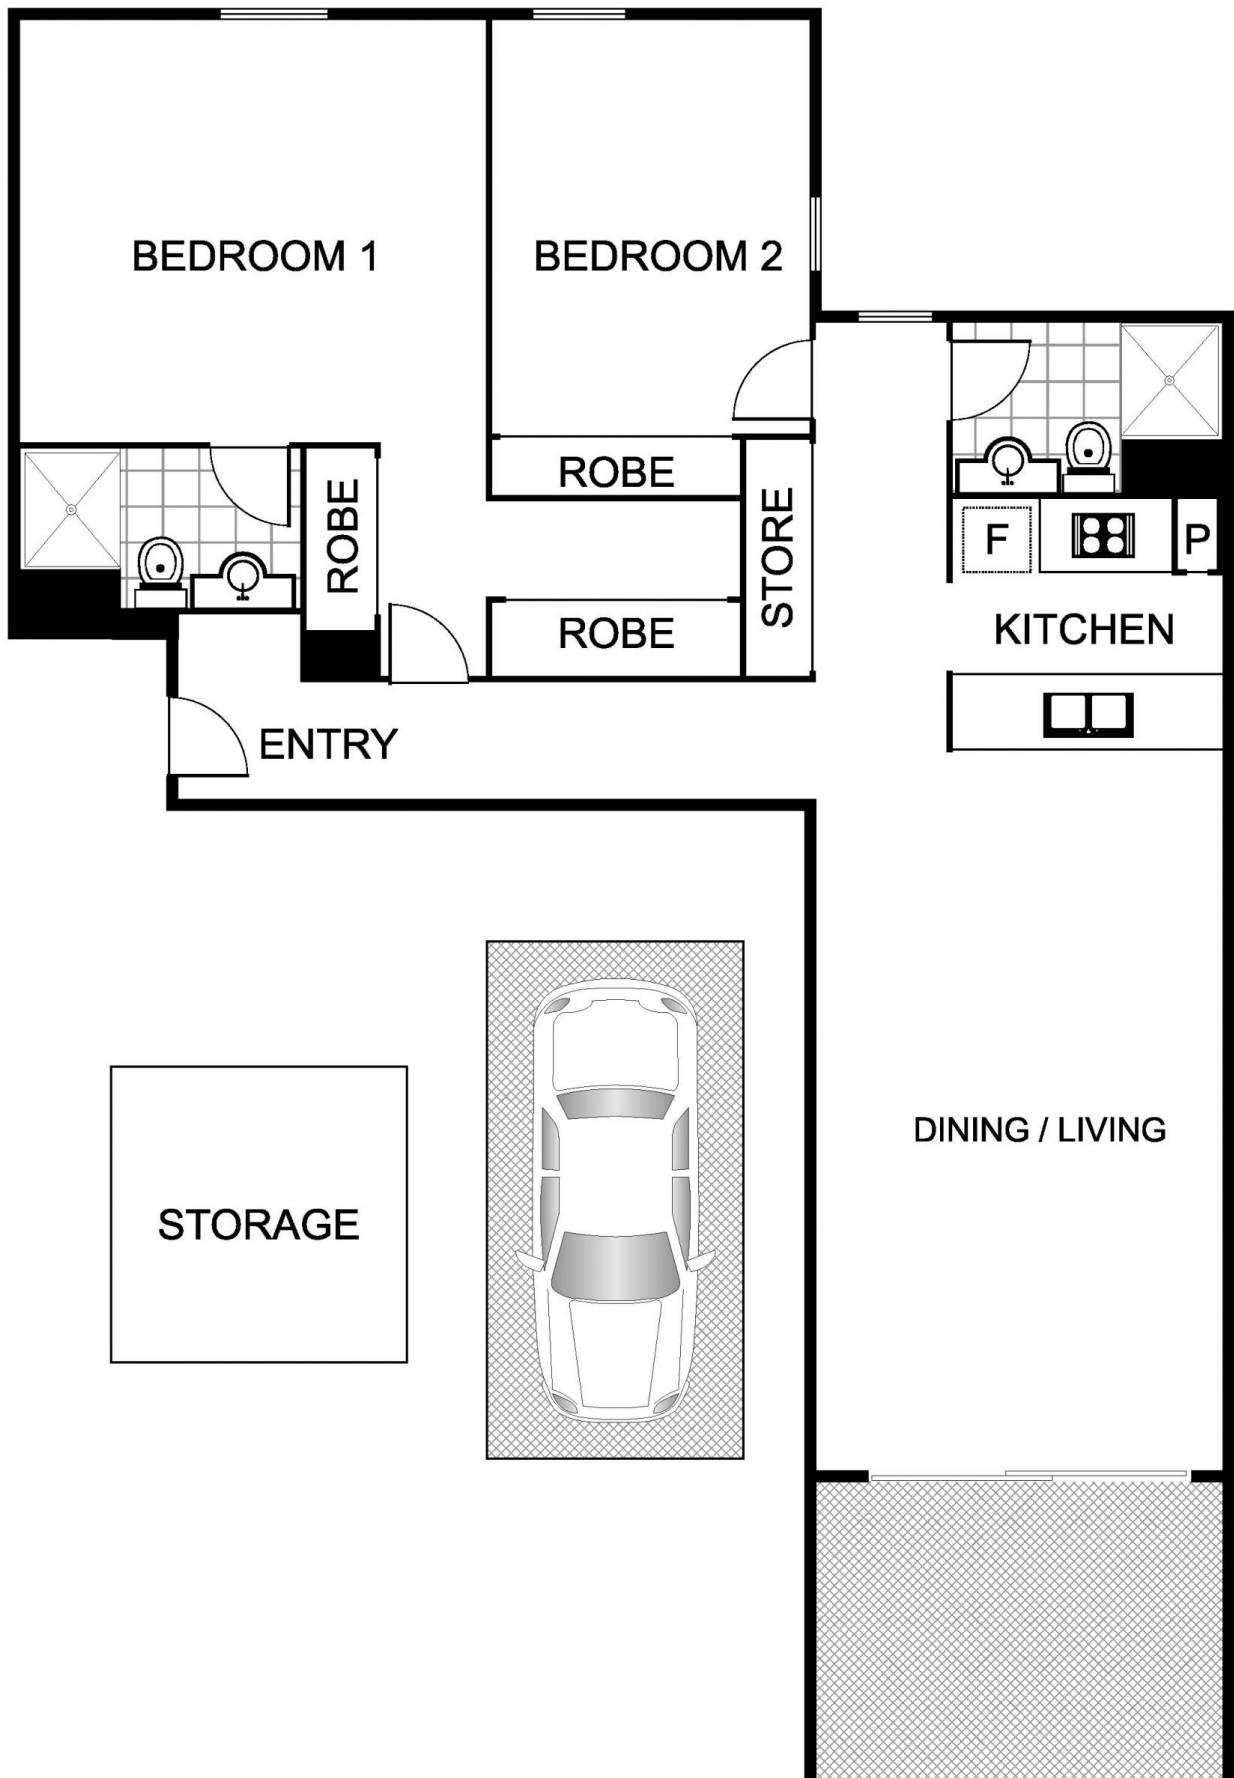 BEDROOM 1
BEDROOM 2
ROBE
ROBE
STORE
ROBE
F
P
KITCHEN
ENTRY
DINING / LIVING
STORAGE